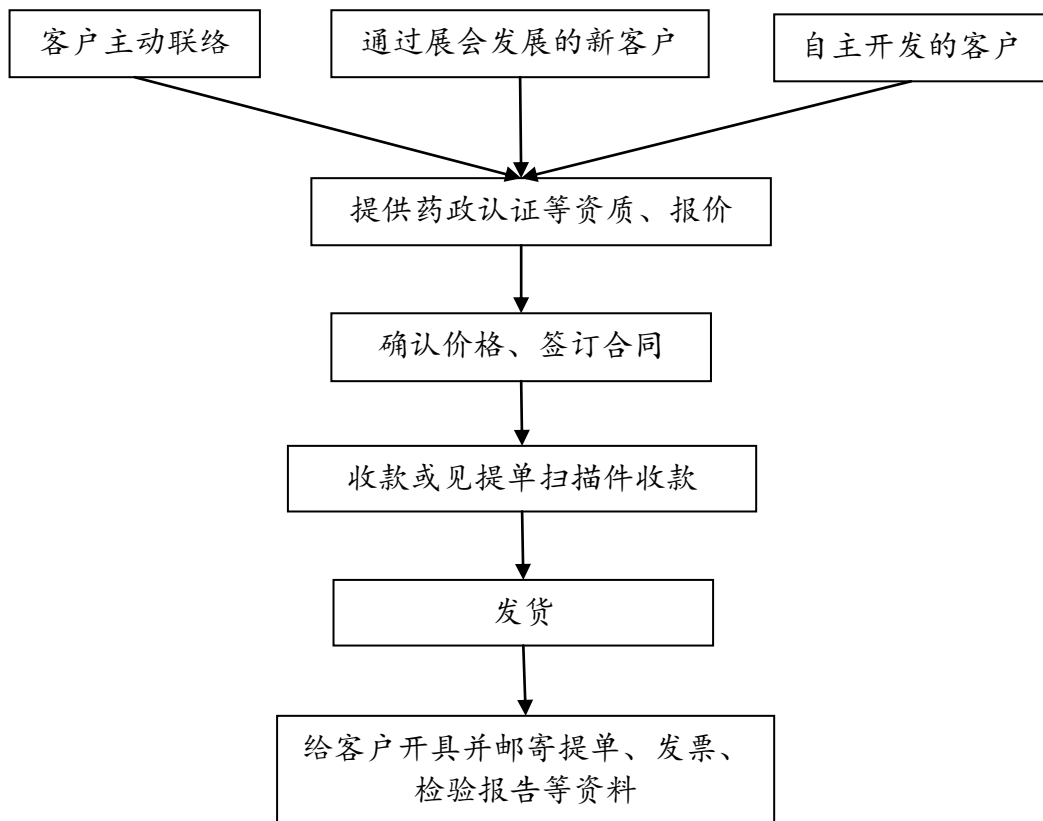 客户主动联络
通过展会发展的新客户
自主开发的客户
提供药政认证等资质、报价
确认价格、签订合同
收款或见提单扫描件收款
发货
给客户开具并邮寄提单、发票、
检验报告等资料